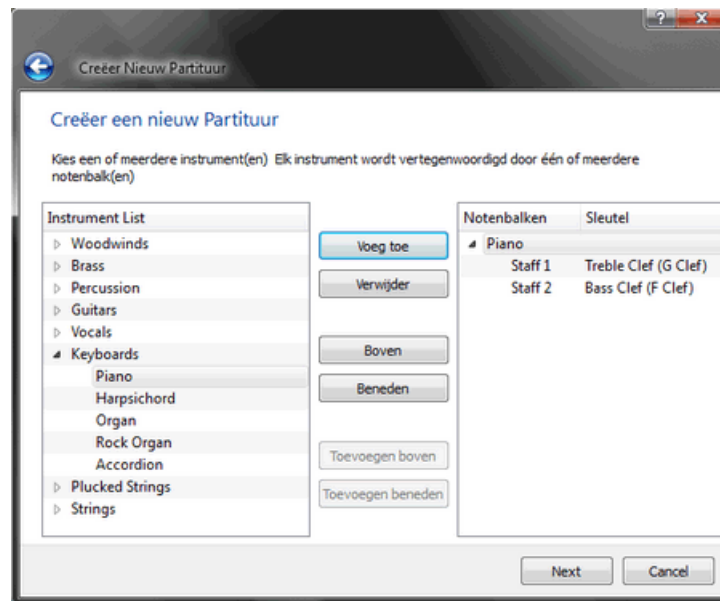 Creëer Nieuw Partituur
Creëer een nieuw Partituur
Kies een of meerdere instrument(en) Elk instrument wordt vertegenwoordigd door één of meerdere
notenbalk(en)
Instrument List
Woodwinds
Brass
Percussion
Guitars
Vocals
Keyboards
Piano
Harpsichord
Organ
Rock Organ
Accordion
Plucked Strings
Strings
Voeg toe
Verwijder
Boven
Beneden
Toevoegen boven
Toevoegen beneden
Notenbalken Sleutel
Piano
Staff 1 Treble Clef (G Clef)
Staff 2 Bass Clef (F Clef)
Next Cancel